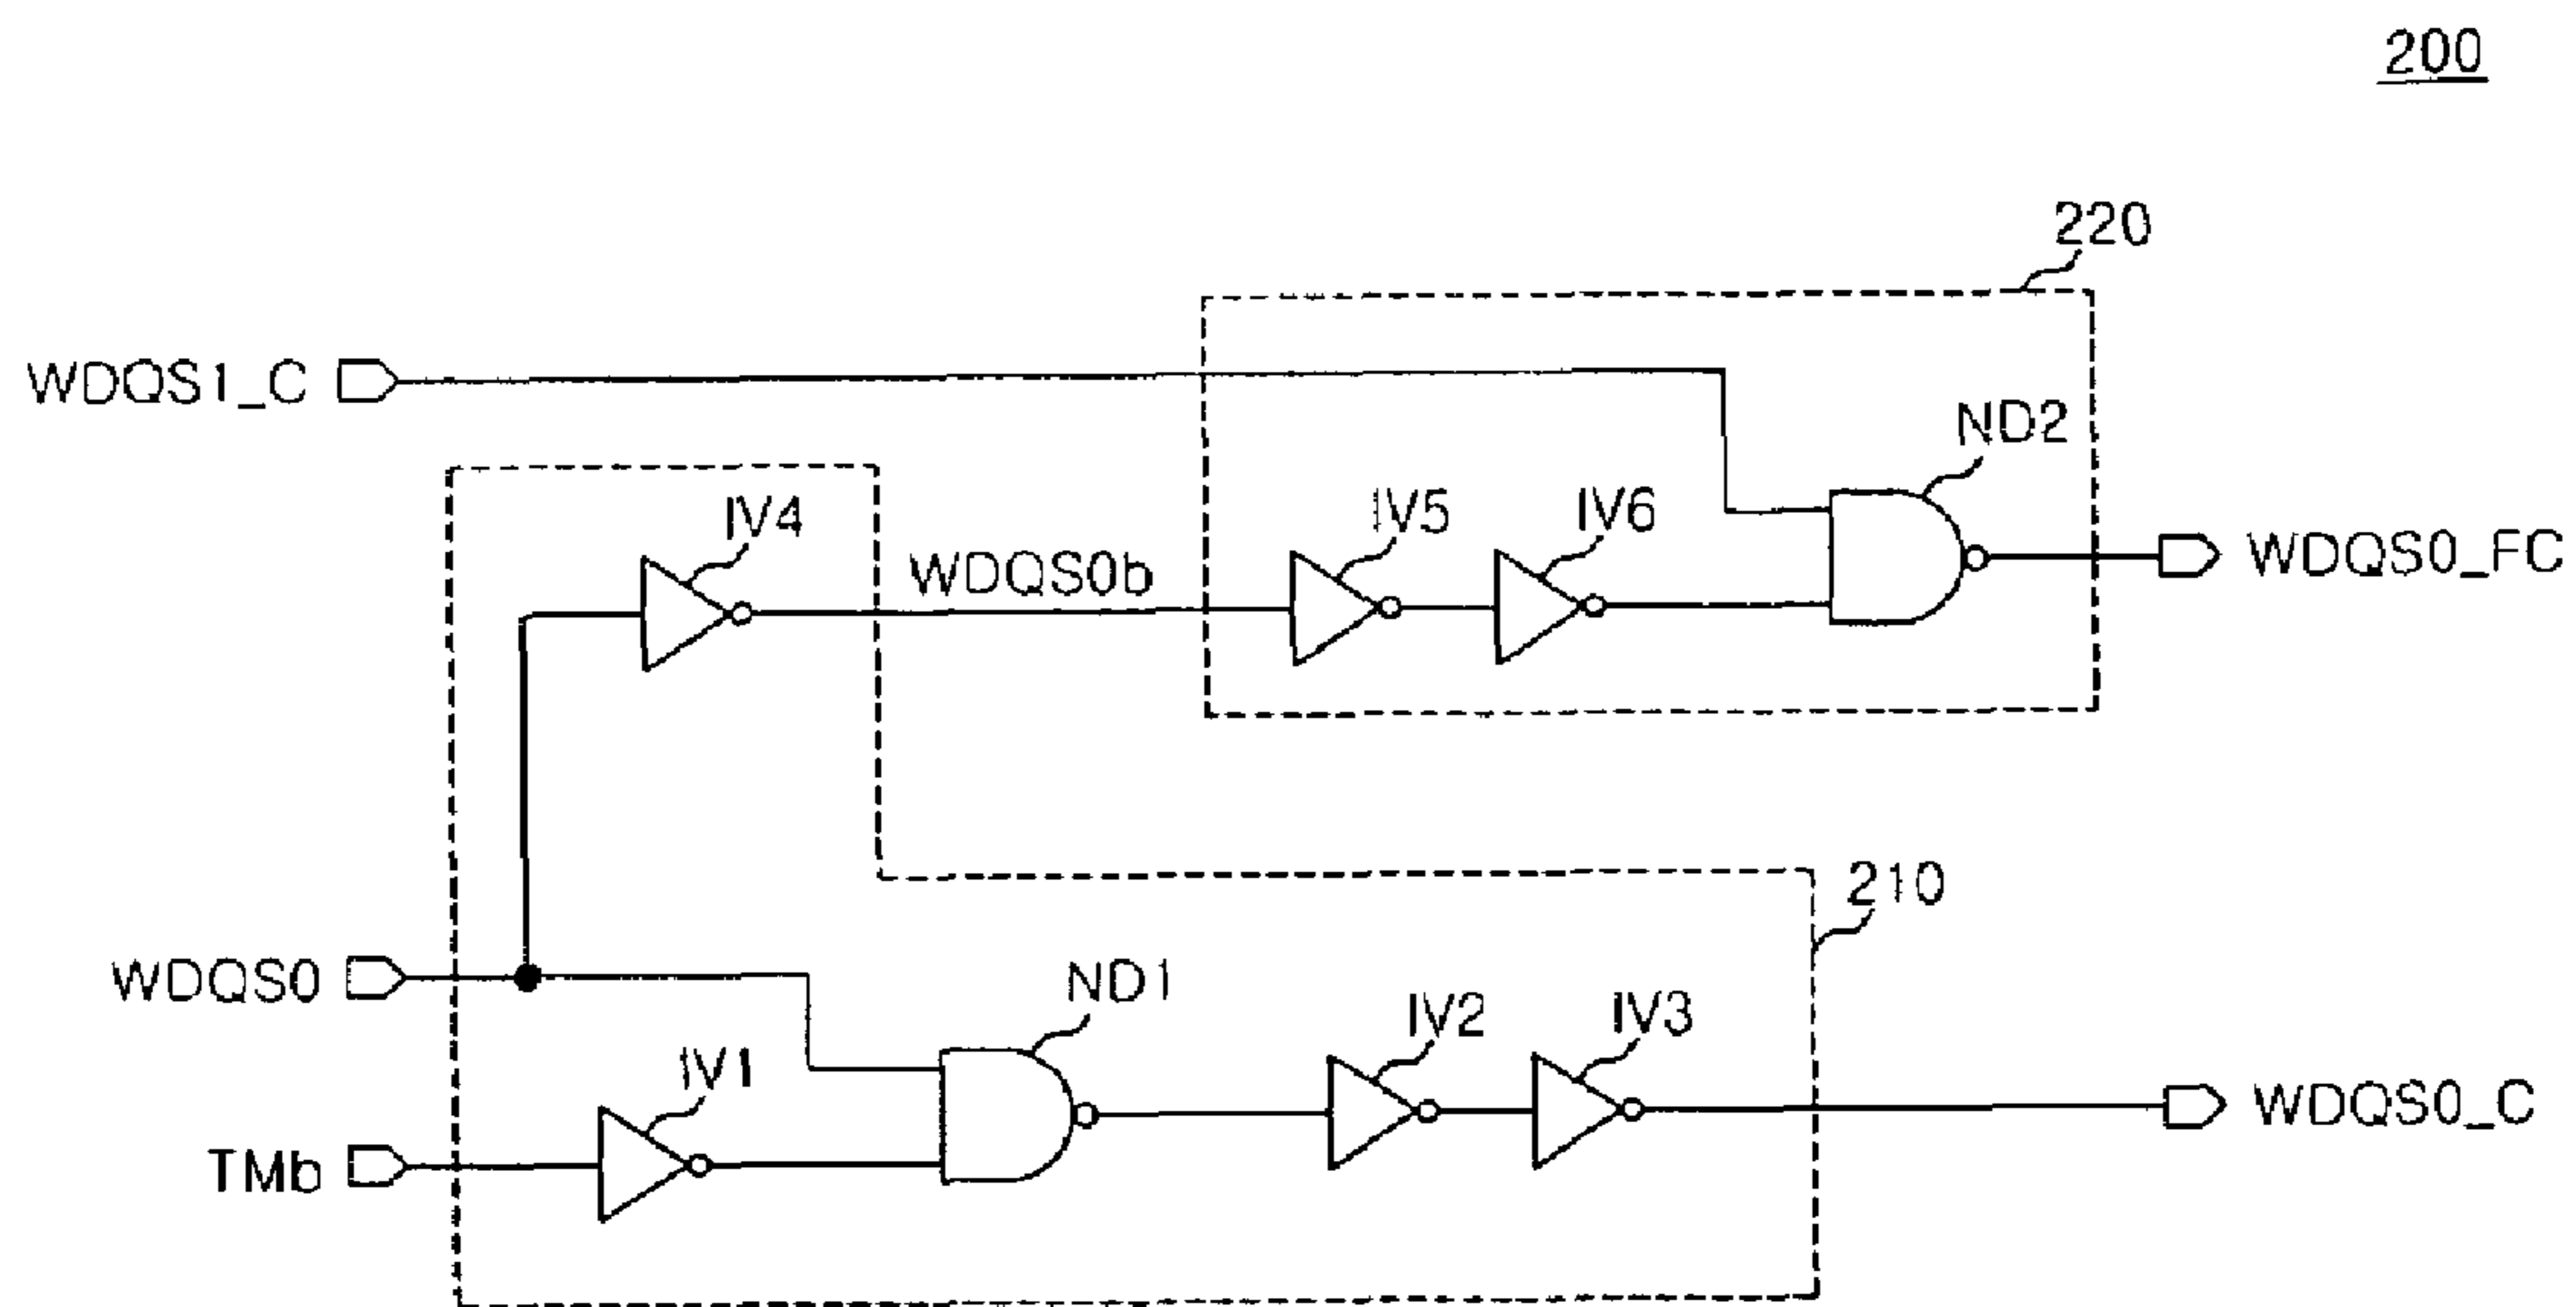 200
220
WDQS1_C
ND2
IV4
IV5
IV6
WDQS0b
WDQS0_FC
210
WDQS0
ND1
IV2
IV3
IV1
WDQS0_C
TMb